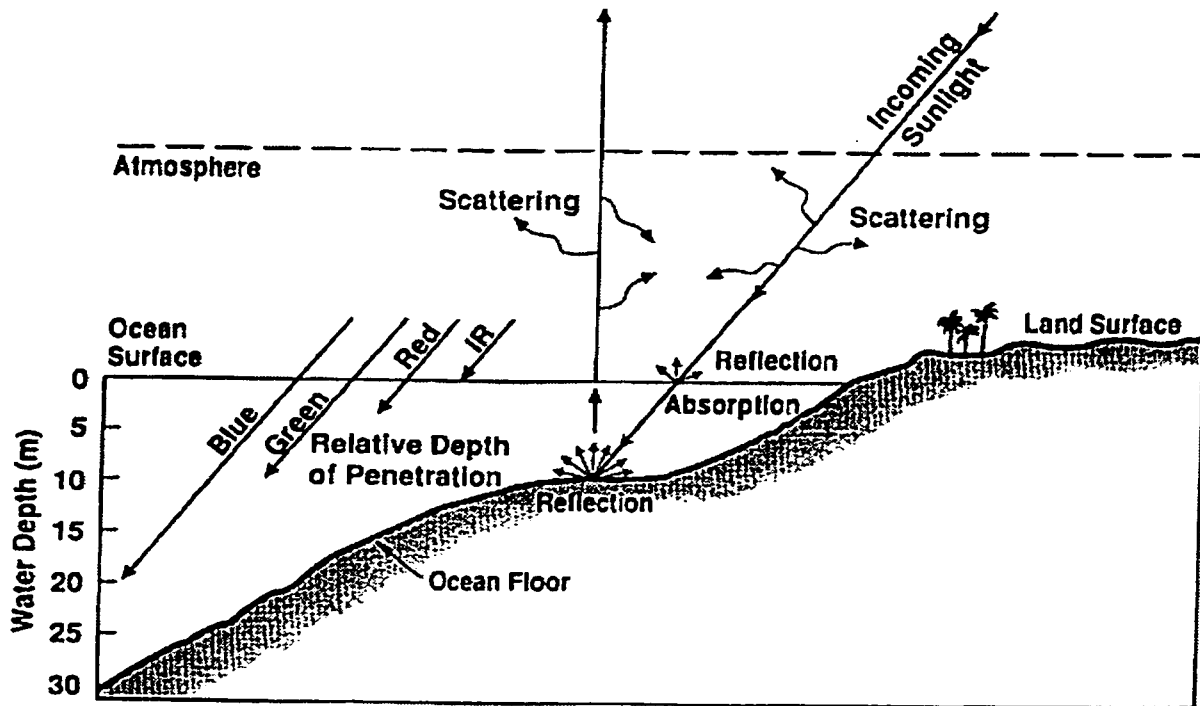 Incoming
Sunlight
Atmosphere
Scattering
Scattering
Ocean
Surface
Blue
Green
Red
IR
Reflection
Absorption
Land Surface
Relative Depth
of Penetration
Reflection
Ocean Floor
Water Depth (m)
0
5
10
15
20
25
30